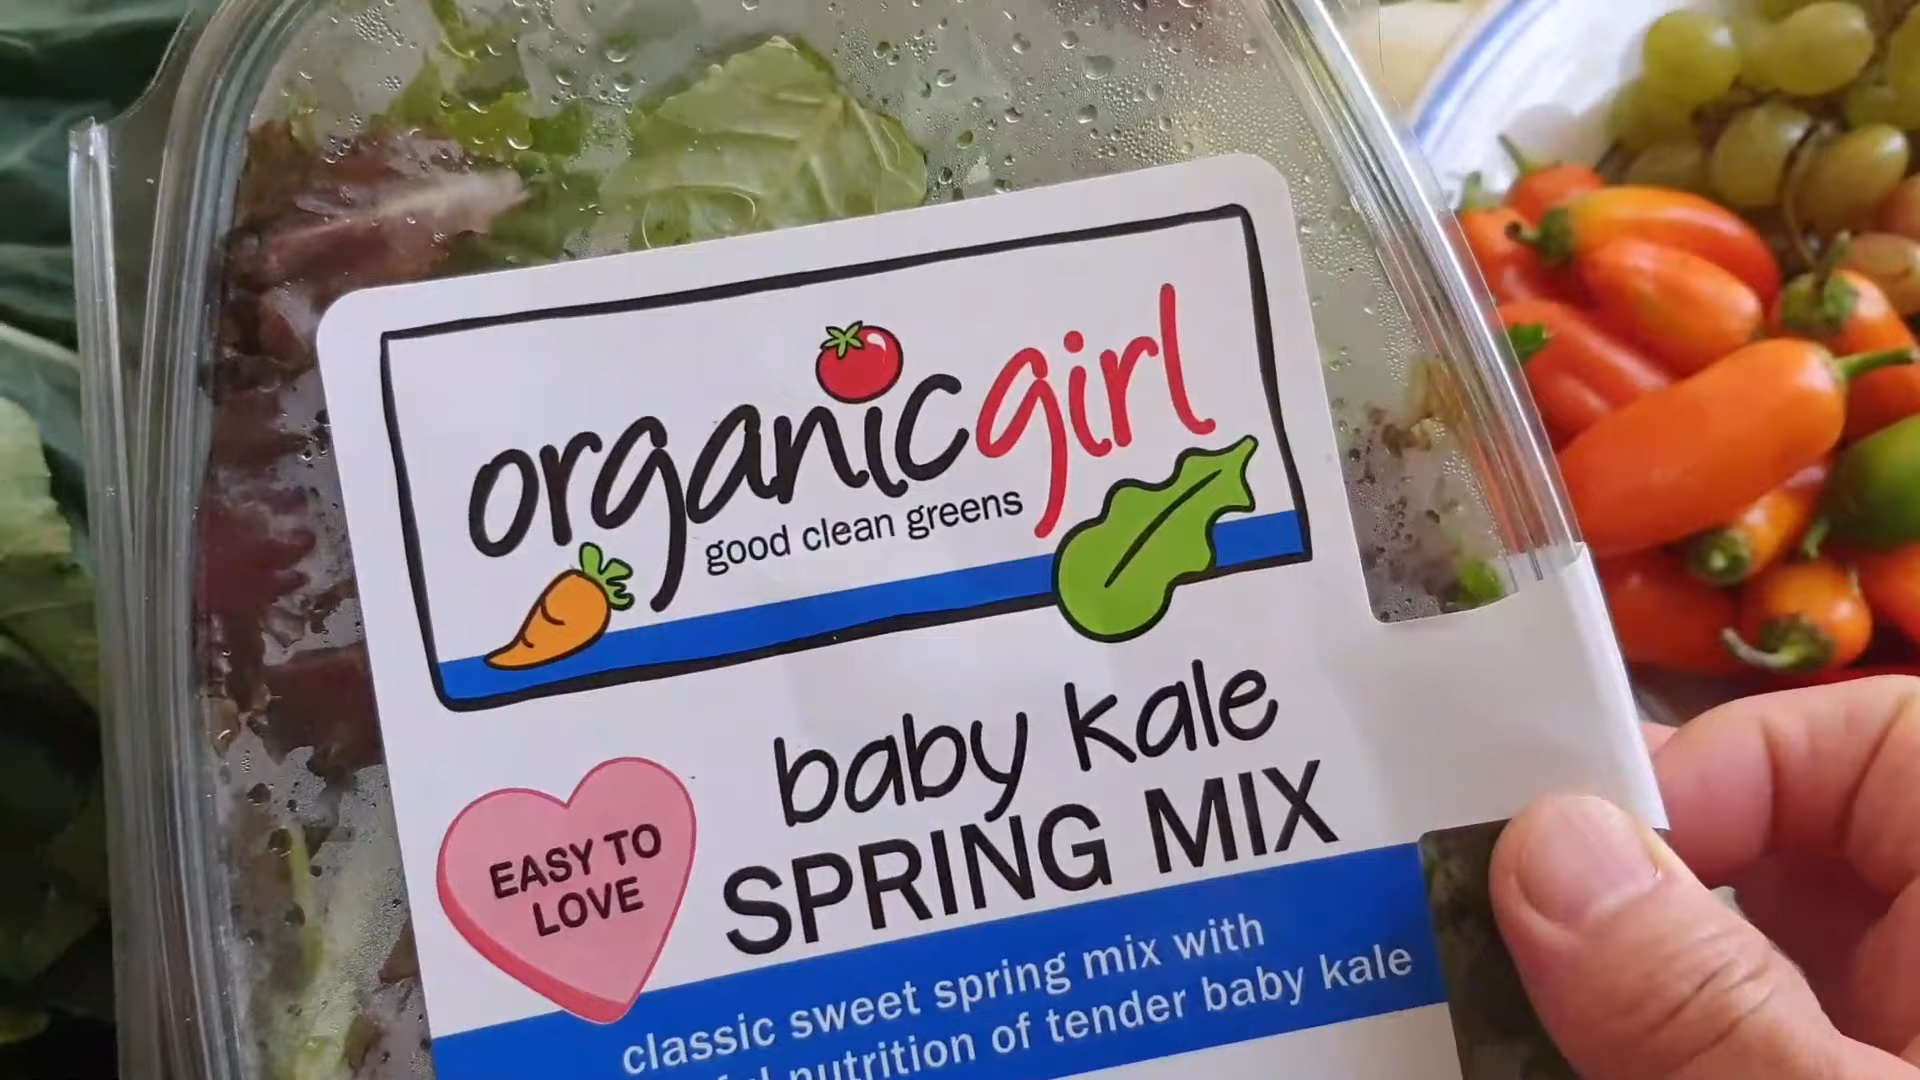 organicgirl
good clean greens
baby kale
SPRING MIX
EASY TO
LOVE
classic sweet spring mix with
nutrition of tender baby kale